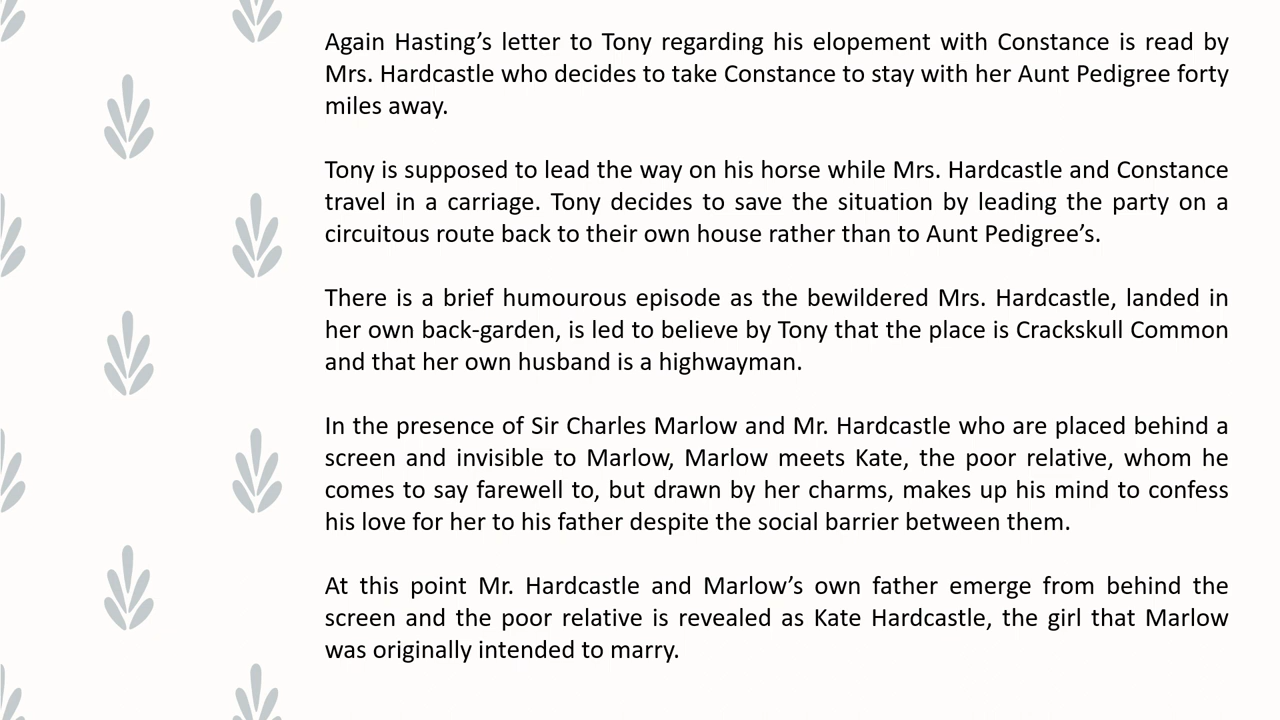 Again Hasting’s letter to Tony regarding his elopement with Constance is read by
Mrs. Hardcastle who decides to take Constance to stay with her Aunt Pedigree forty
miles away.
Tony is supposed to lead the way on his horse while Mrs. Hardcastle and Constance
travel in a carriage. Tony decides to save the situation by leading the party on a
circuitous route back to their own house rather than to Aunt Pedigree’s.
There is a brief humourous episode as the bewildered Mrs. Hardcastle, landed in
her own back-garden, is led to believe by Tony that the place is Crackskull Common
and that her own husband is a highwayman.
In the presence of Sir Charles Marlow and Mr. Hardcastle who are placed behind a
screen and invisible to Marlow, Marlow meets Kate, the poor relative, whom he
comes to say farewell to, but drawn by her charms, makes up his mind to confess
his love for her to his father despite the social barrier between them.
At this point Mr. Hardcastle and Marlow’s own father emerge from behind the
screen and the poor relative is revealed as Kate Hardcastle, the girl that Marlow
was originally intended to marry.